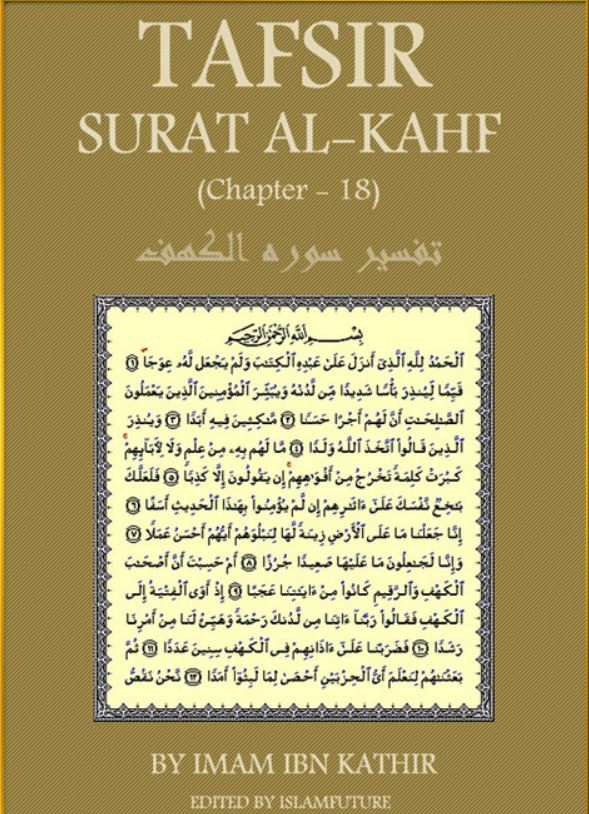 TAFSIR
SURAT AL-KAHF
(Chapter - 18)
تفسير سوره الكهف
بِسْمِ اللَّهِ الرَّحْمَٰنِ الرَّحِيمِ
ٱلْحَمْدُ لِلَّهِ ٱلَّذِىٓ أَنزَلَ عَلَىٰ عَبْدِهِ ٱلْكِتَٰبَ وَلَمْ يَجْعَل لَّهُۥ عِوَجَا ۜ ﴿١﴾
قَيِّمًا لِّيُنذِرَ بَأْسًا شَدِيدًا مِّن لَّدُنْهُ وَيُبَشِّرَ ٱلْمُؤْمِنِينَ ٱلَّذِينَ يَعْمَلُونَ
ٱلصَّٰلِحَٰتِ أَنَّ لَهُمْ أَجْرًا حَسَنًا ﴿٢﴾ مَّٰكِثِينَ فِيهِ أَبَدًا ﴿٣﴾ وَيُنذِرَ
ٱلَّذِينَ قَالُوا۟ ٱتَّخَذَ ٱللَّهُ وَلَدًا ﴿٤﴾ مَّا لَهُم بِهِۦ مِنْ عِلْمٍ وَلَا لِءَابَآئِهِمْ ۚ
كَبُرَتْ كَلِمَةً تَخْرُجُ مِنْ أَفْوَٰهِهِمْ ۚ إِن يَقُولُونَ إِلَّا كَذِبًا ﴿٥﴾ فَلَعَلَّكَ
بَٰخِعٌ نَّفْسَكَ عَلَىٰٓ ءَاثَٰرِهِمْ إِن لَّمْ يُؤْمِنُوا۟ بِهَٰذَا ٱلْحَدِيثِ أَسَفًا ﴿٦﴾
إِنَّا جَعَلْنَا مَا عَلَى ٱلْأَرْضِ زِينَةً لَّهَا لِنَبْلُوَهُمْ أَيُّهُمْ أَحْسَنُ عَمَلًا ﴿٧﴾
وَإِنَّا لَجَٰعِلُونَ مَا عَلَيْهَا صَعِيدًا جُرُزًا ﴿٨﴾ أَمْ حَسِبْتَ أَنَّ أَصْحَٰبَ
ٱلْكَهْفِ وَٱلرَّقِيمِ كَانُوا۟ مِنْ ءَايَٰتِنَا عَجَبًا ﴿٩﴾ إِذْ أَوَى ٱلْفِتْيَةُ إِلَى
ٱلْكَهْفِ فَقَالُوا۟ رَبَّنَآ ءَاتِنَا مِن لَّدُنكَ رَحْمَةً وَهَيِّئْ لَنَا مِنْ أَمْرِنَا
رَشَدًا ﴿١٠﴾ فَضَرَبْنَا عَلَىٰٓ ءَاذَانِهِمْ فِى ٱلْكَهْفِ سِنِينَ عَدَدًا ﴿١١﴾ ثُمَّ
بَعَثْنَٰهُمْ لِنَعْلَمَ أَىُّ ٱلْحِزْبَيْنِ أَحْصَىٰ لِمَا لَبِثُوٓا۟ أَمَدًا ﴿١٢﴾ نَّحْنُ نَقُصُّ
BY IMAM IBN KATHIR
EDITED BY ISLAMFUTURE